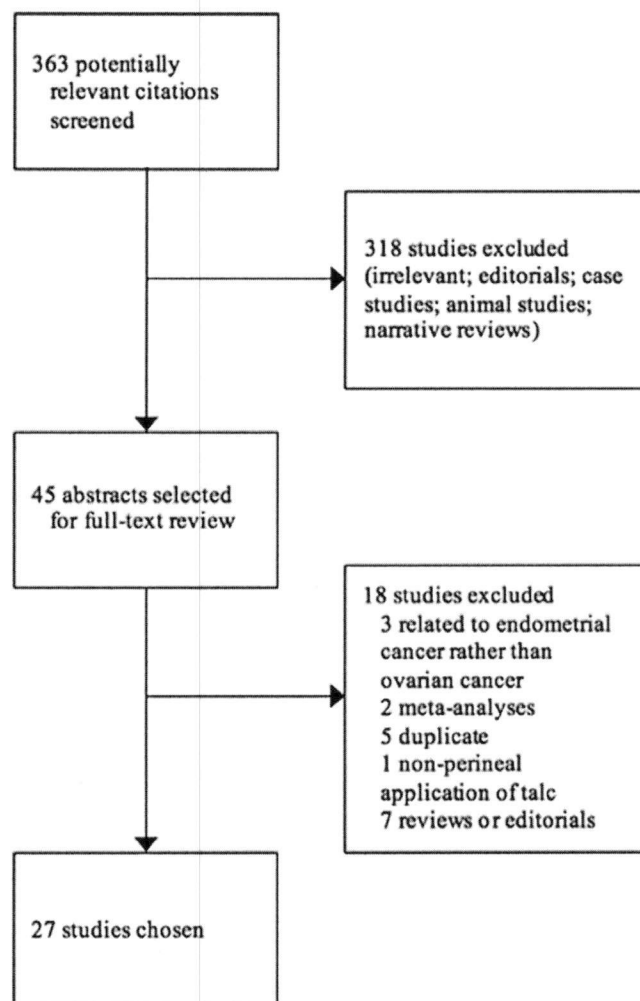 363 potentially
relevant citations
screened
318 studies excluded
(irrelevant; editorials; case
studies; animal studies;
narrative reviews)
45 abstracts selected
for full-text review
18 studies excluded
3 related to endometrial
cancer rather than
ovarian cancer
2 meta-analyses
5 duplicate
1 non-perineal
application of talc
7 reviews or editorials
27 studies chosen